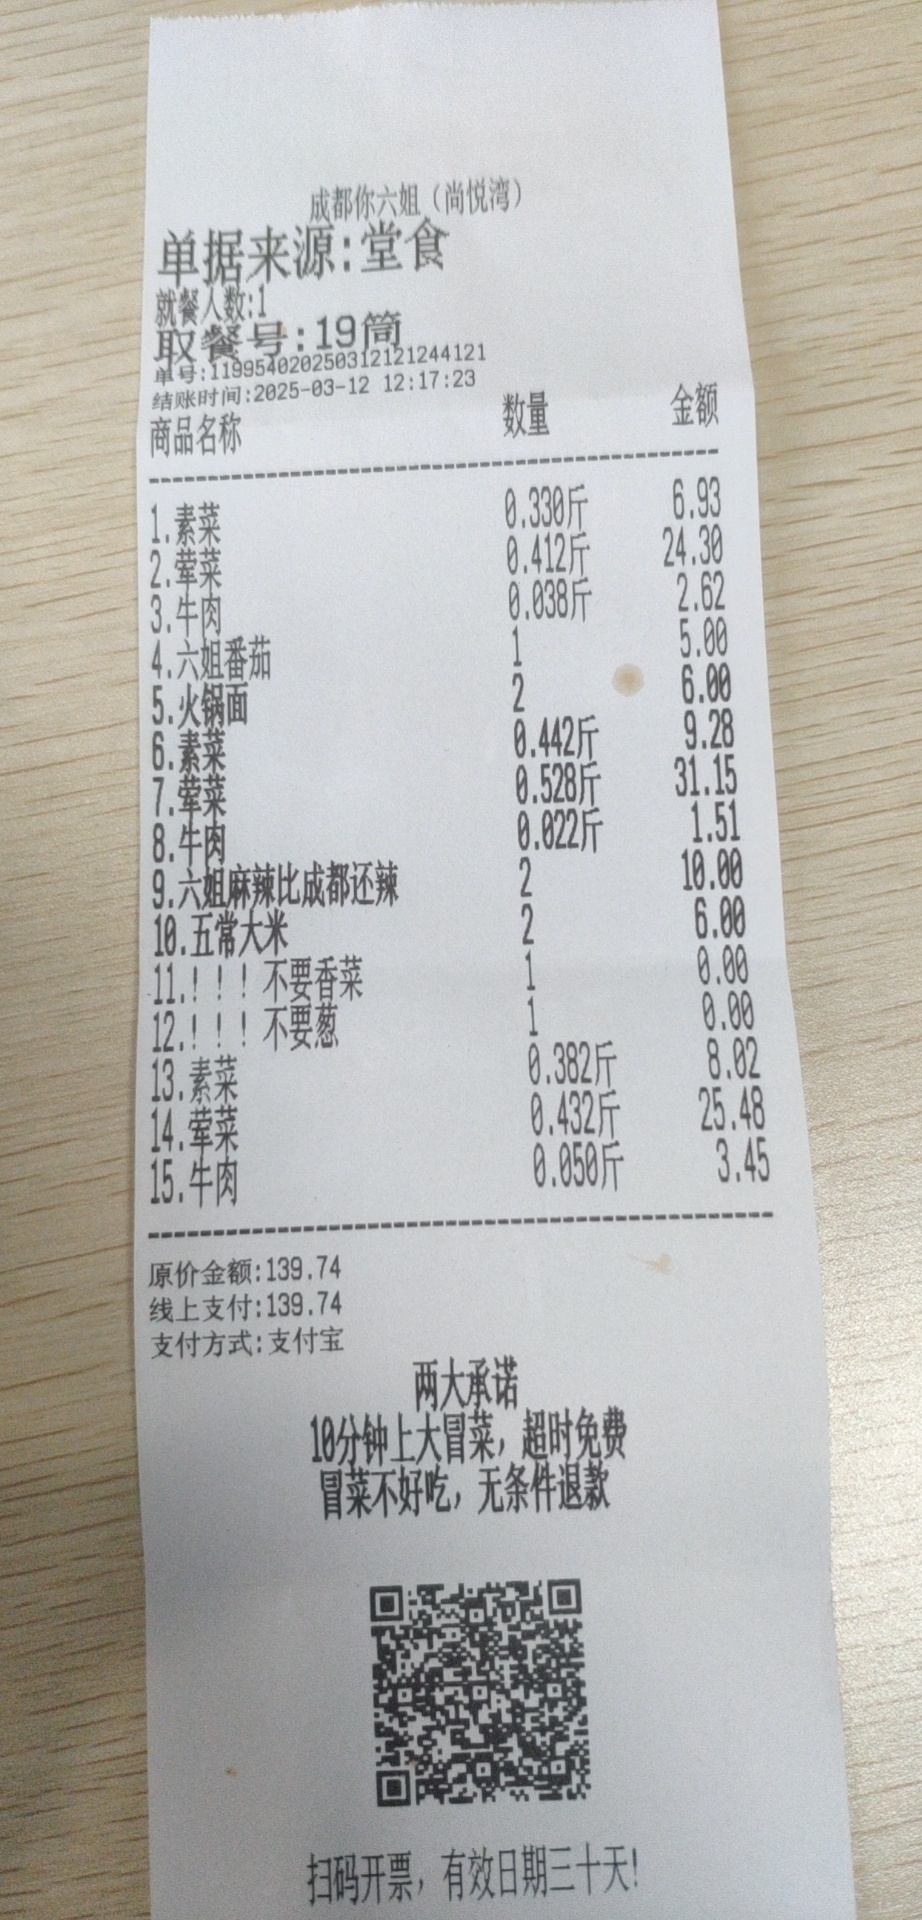 成都你六姐（尚悦湾）
单据来源:堂食
就餐人数:1
取餐号:19筒
单号:11995402025031212​1244121
结账时间:2025-03-12 12:17:23
商品名称 数量 金额
1.素菜 0.330斤 6.93
2.荤菜 0.412斤 24.30
3.牛肉 0.038斤 2.62
4.六姐番茄 1 5.00
5.火锅面 2 6.00
6.素菜 0.442斤 9.28
7.荤菜 0.528斤 31.15
8.牛肉 0.022斤 1.51
9.六姐麻辣比成都还辣 2 10.00
10.五常大米 2 6.00
11.！！！不要香菜 1 0.00
12.！！！不要葱 1 0.00
13.素菜 0.382斤 8.02
14.荤菜 0.432斤 25.48
15.牛肉 0.050斤 3.45
原价金额:139.74
线上支付:139.74
支付方式:支付宝
两大承诺
10分钟上大冒菜，超时免费
冒菜不好吃，无条件退款
扫码开票，有效日期三十天!